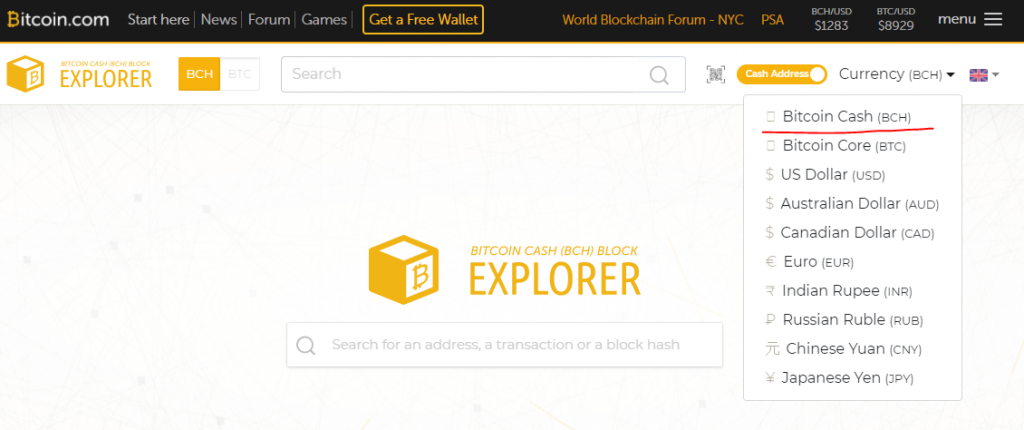 Bitcoin.com Start here News Forum Games Get a Free Wallet World Blockchain Forum - NYC PSA BCH/USD $1283 BTC/USD $8929 menu
BITCOIN CASH (BCH) BLOCK
EXPLORER
BCH BTC
Search
Cash Address
Currency (BCH)
Bitcoin Cash (BCH)
Bitcoin Core (BTC)
$ US Dollar (USD)
$ Australian Dollar (AUD)
$ Canadian Dollar (CAD)
€ Euro (EUR)
₹ Indian Rupee (INR)
₽ Russian Ruble (RUB)
元 Chinese Yuan (CNY)
¥ Japanese Yen (JPY)
BITCOIN CASH (BCH) BLOCK
EXPLORER
Search for an address, a transaction or a block hash